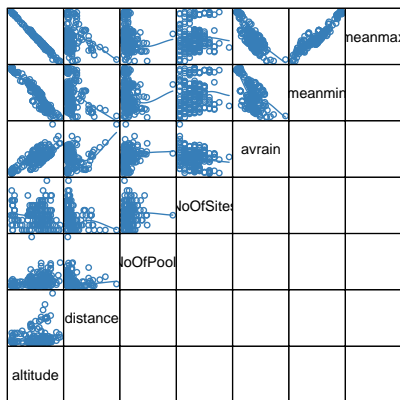 meanmax
meanmin
avrain
NoOfSites
NoOfPool
distance
altitude